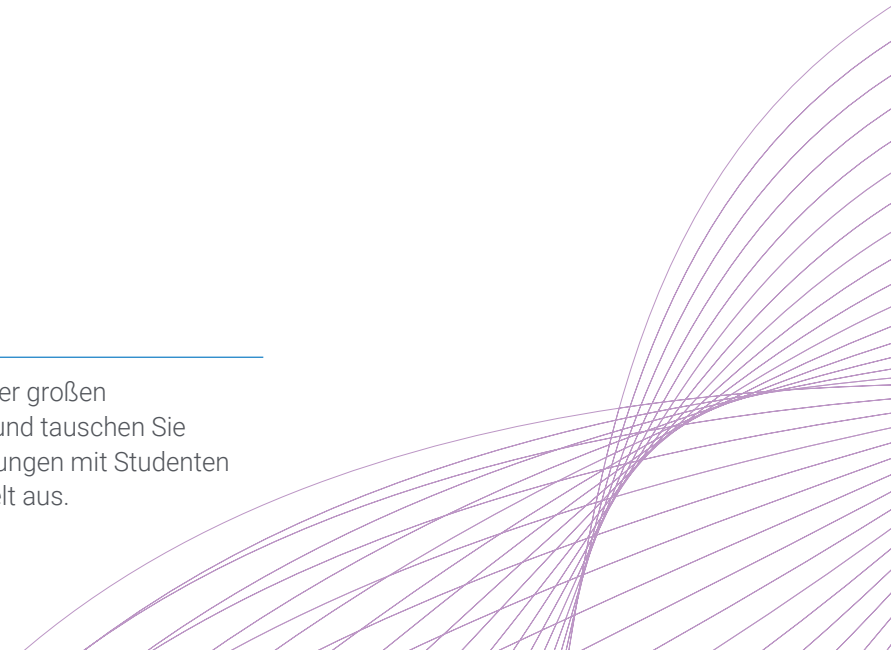 er großen
und tauschen Sie
ungen mit Studenten
lt aus.